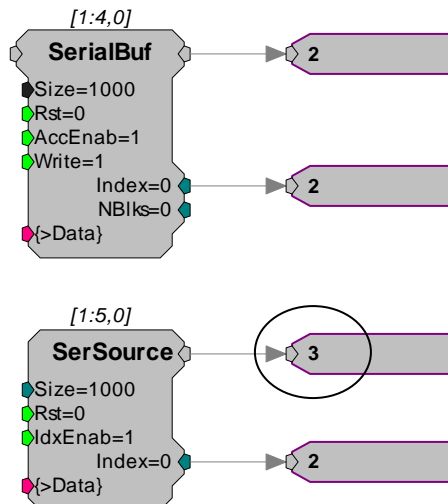 [1:4,0]
SerialBuf
2
Size=1000
Rst=0
AccEnab=1
Write=1
Index=0
2
NBlks=0
{>Data}
[1:5,0]
SerSource
3
Size=1000
Rst=0
IdxEnab=1
Index=0
2
{>Data}